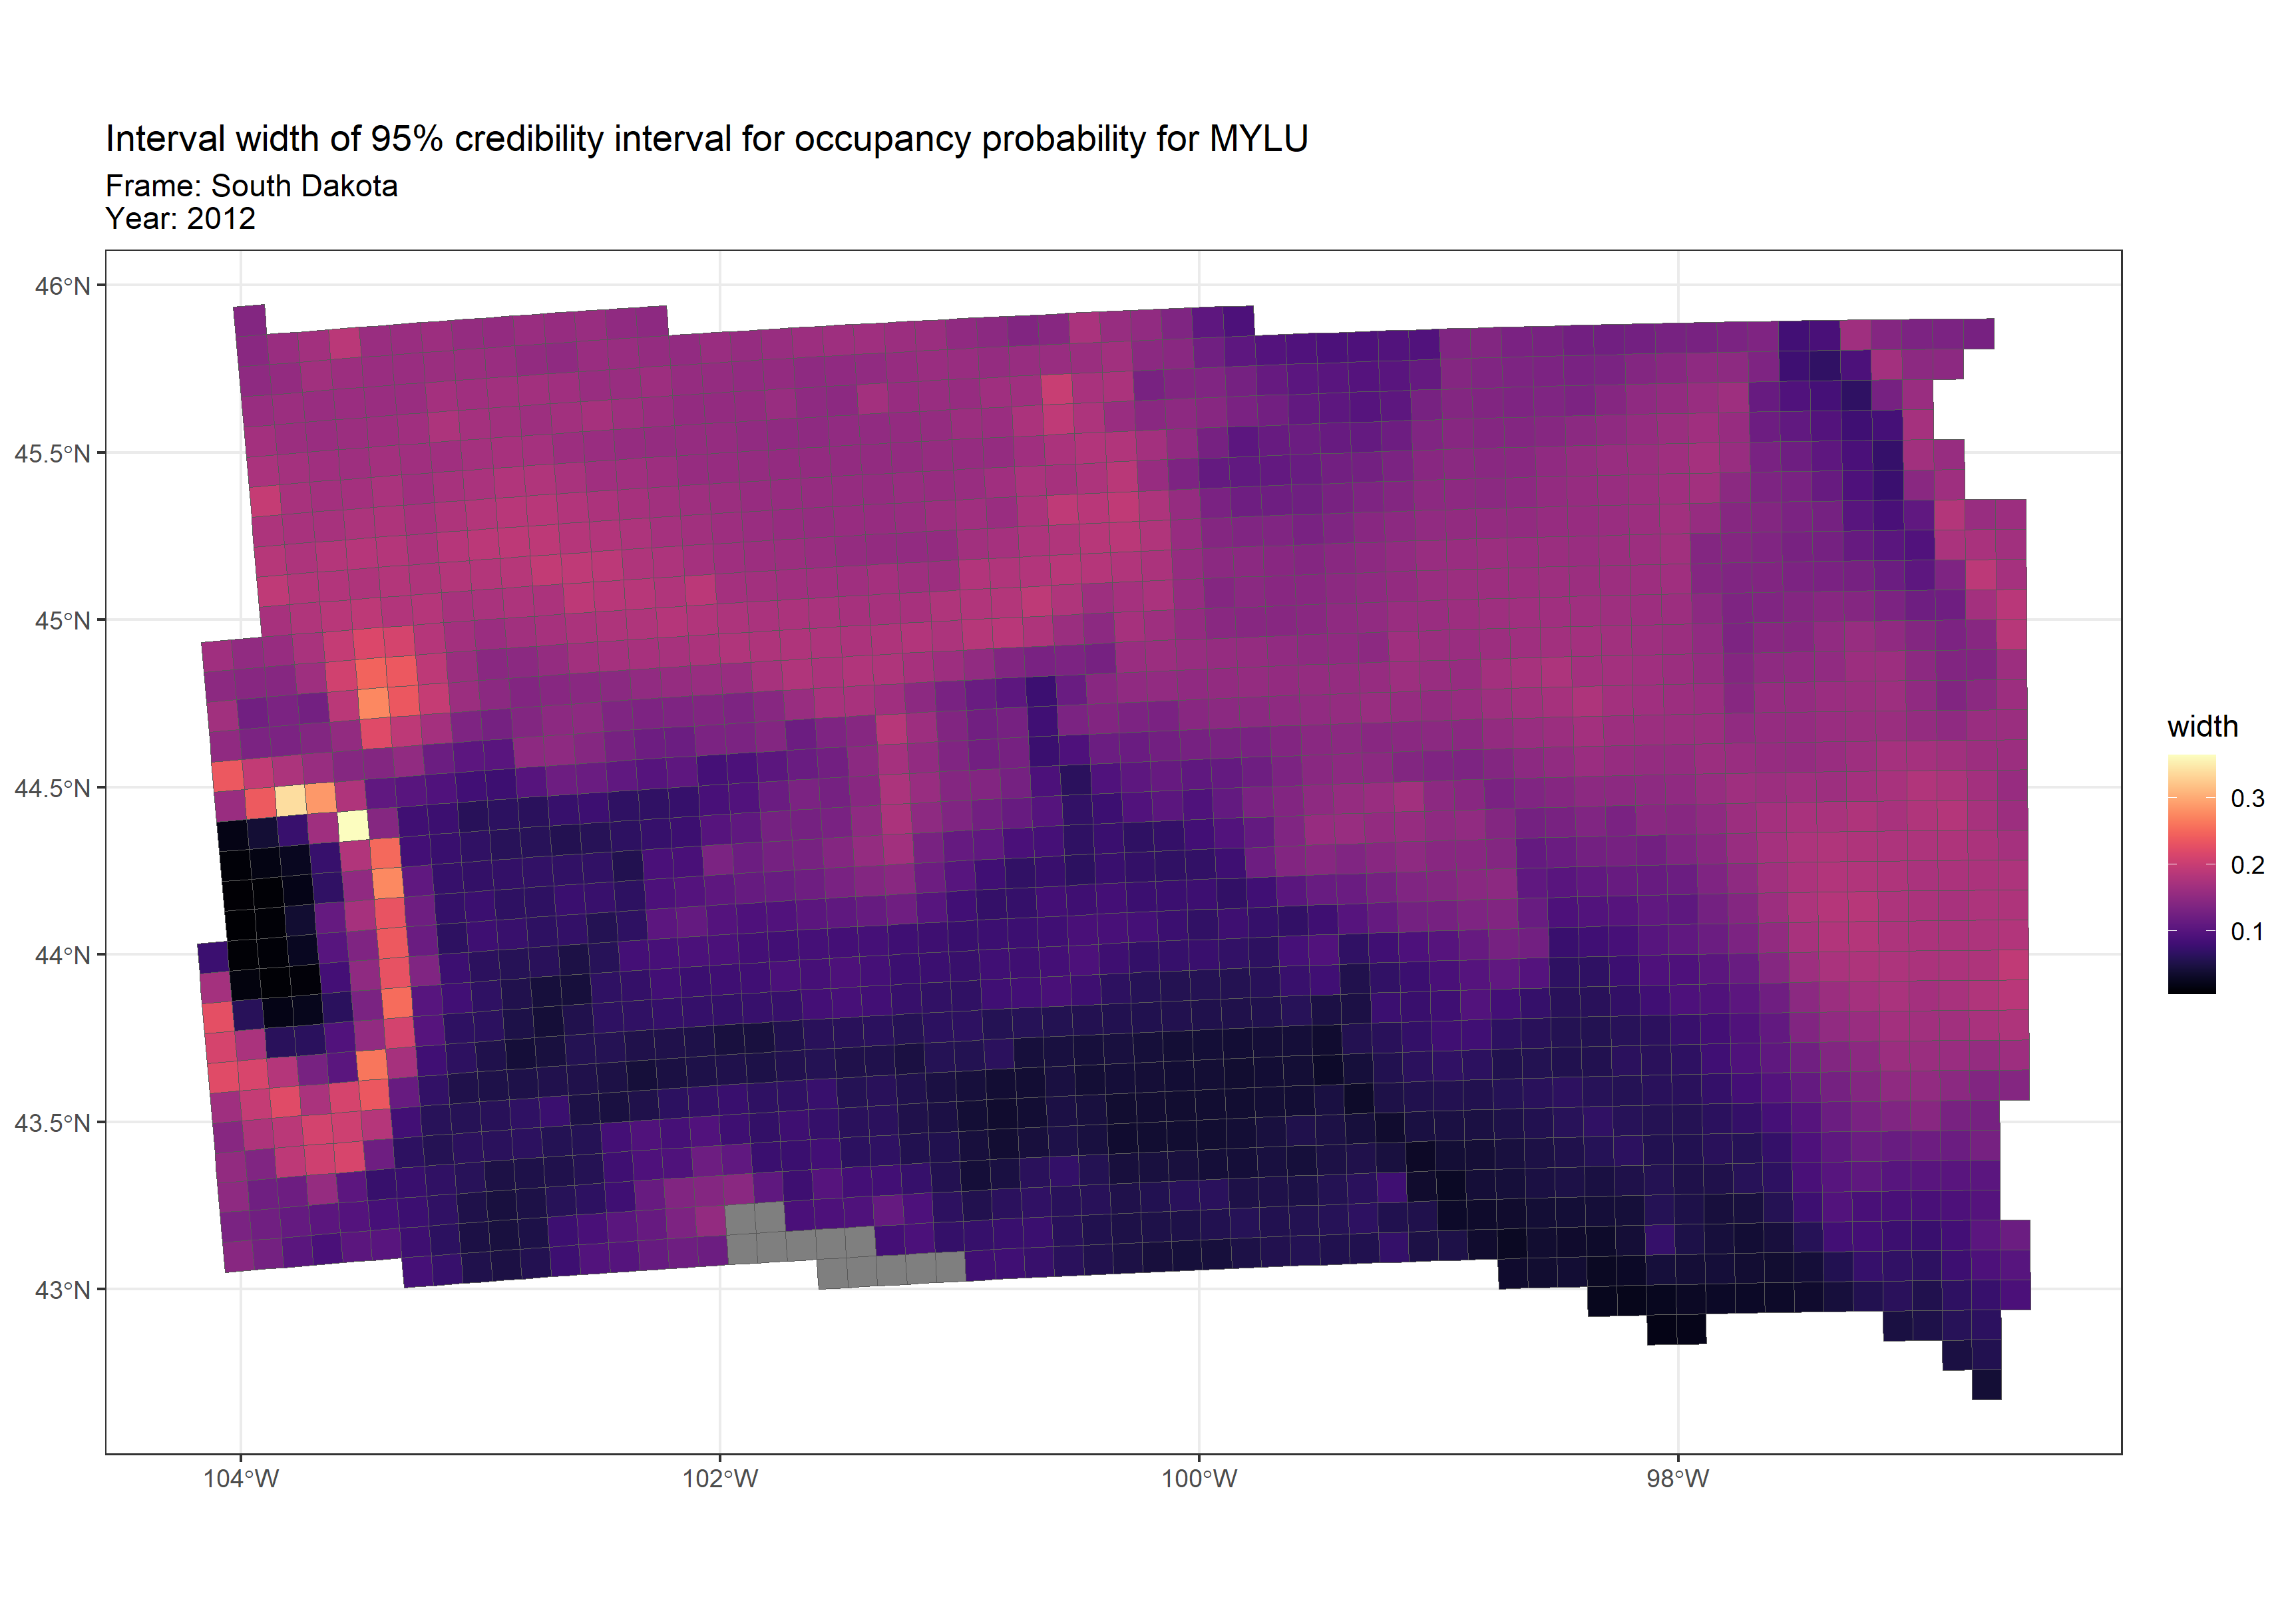 Interval width of 95% credibility interval for occupancy probability for MYLU
Frame: South Dakota
Year: 2012
46°N
45.5°N
45°N
44.5°N
44°N
43.5°N
43°N
104°W
102°W
100°W
98°W
width
0.3
0.2
0.1